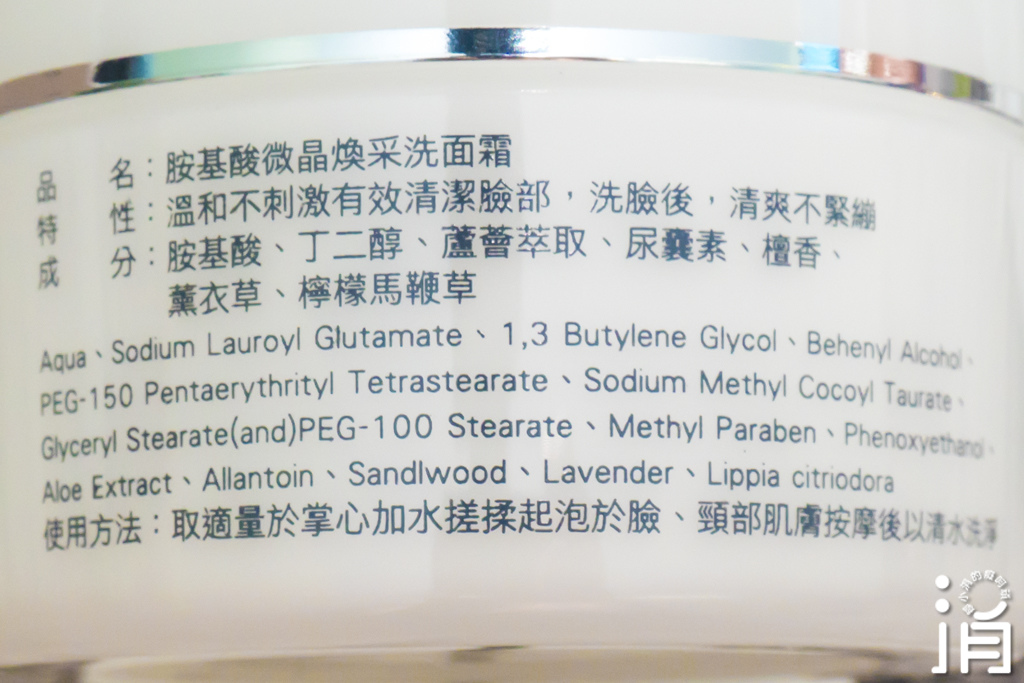 品名：胺基酸微晶煥采洗面霜
特性：溫和不刺激有效清潔臉部，洗臉後，清爽不緊繃
成分：胺基酸、丁二醇、蘆薈萃取、尿囊素、檀香、
薰衣草、檸檬馬鞭草
Aqua、Sodium Lauroyl Glutamate、1,3 Butylene Glycol、Behenyl Alcohol、
PEG-150 Pentaerythrityl Tetrastearate、Sodium Methyl Cocoyl Taurate、
Glyceryl Stearate(and)PEG-100 Stearate、Methyl Paraben、Phenoxyethanol、
Aloe Extract、Allantoin、Sandlwood、Lavender、Lippia citriodora
使用方法：取適量於掌心加水搓揉起泡於臉、頸部肌膚按摩後以清水洗淨